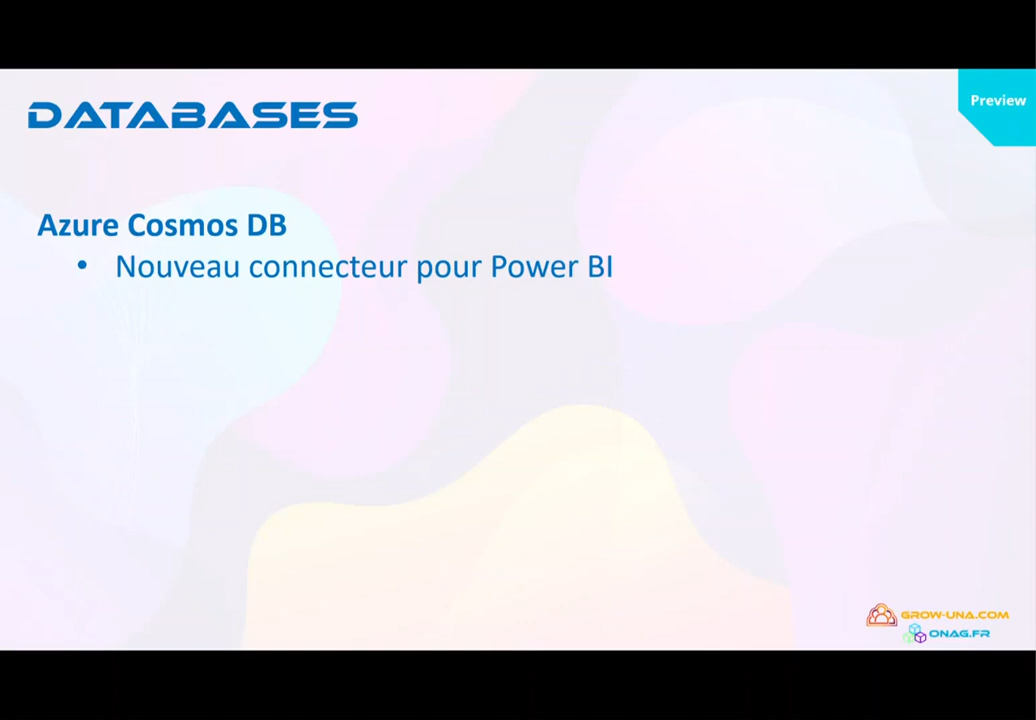 DATABASES
Preview
Azure Cosmos DB
• Nouveau connecteur pour Power BI
GROW-UNA.COM
ONAG.FR